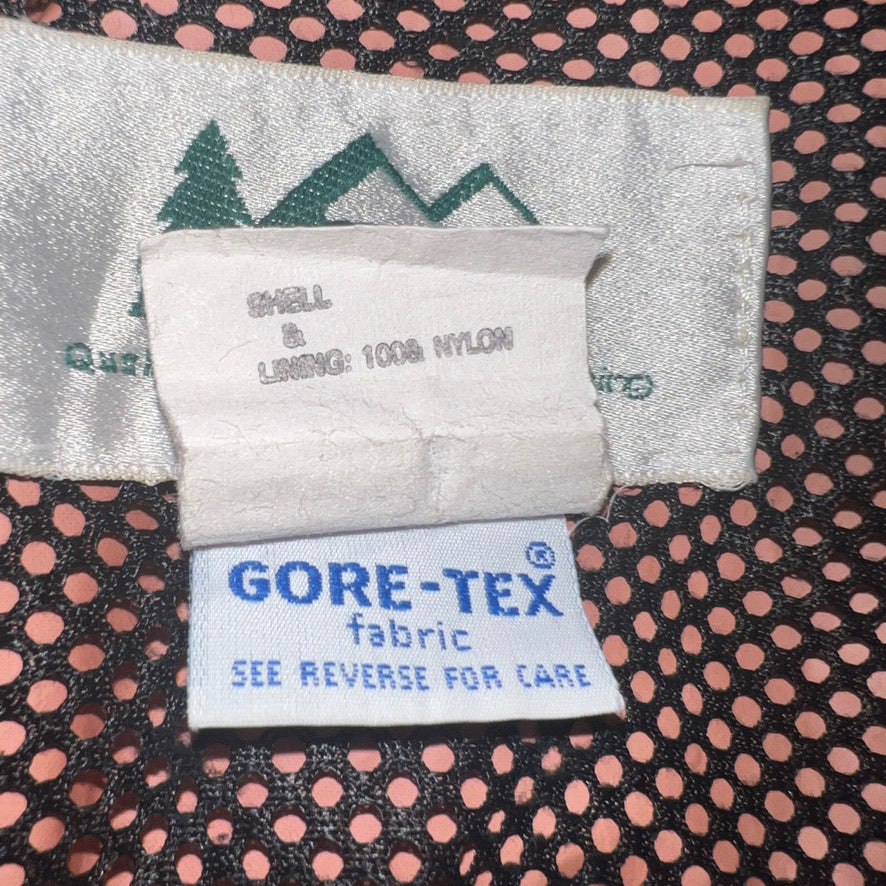 SHELL
&
LINING: 100& NYLON
GORE-TEX®
fabric
SEE REVERSE FOR CARE